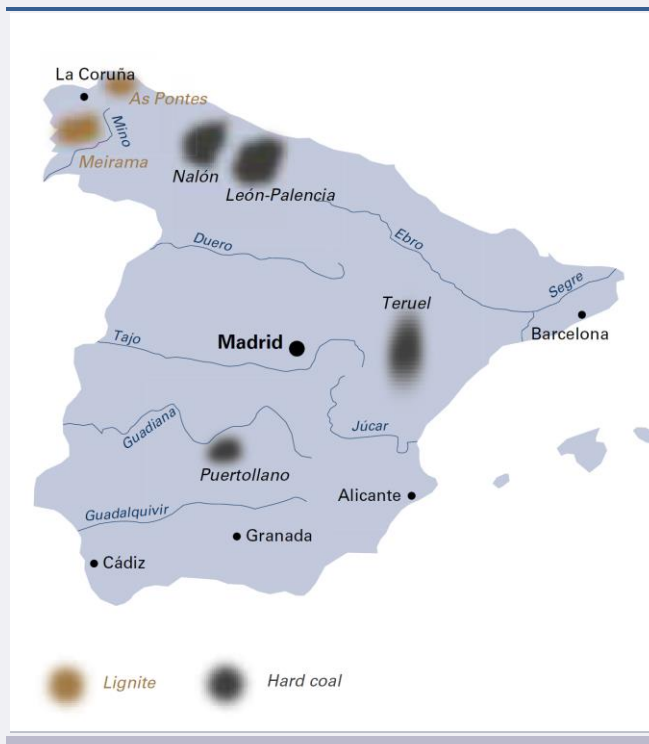 La Coruña
As Pontes
Mino
Meirama
Nalón
León-Palencia
Duero
Ebro
Segre
Teruel
Barcelona
Tajo
Madrid
Guadiana
Júcar
Puertollano
Alicante
Guadalquivir
Granada
Cádiz
Lignite
Hard coal